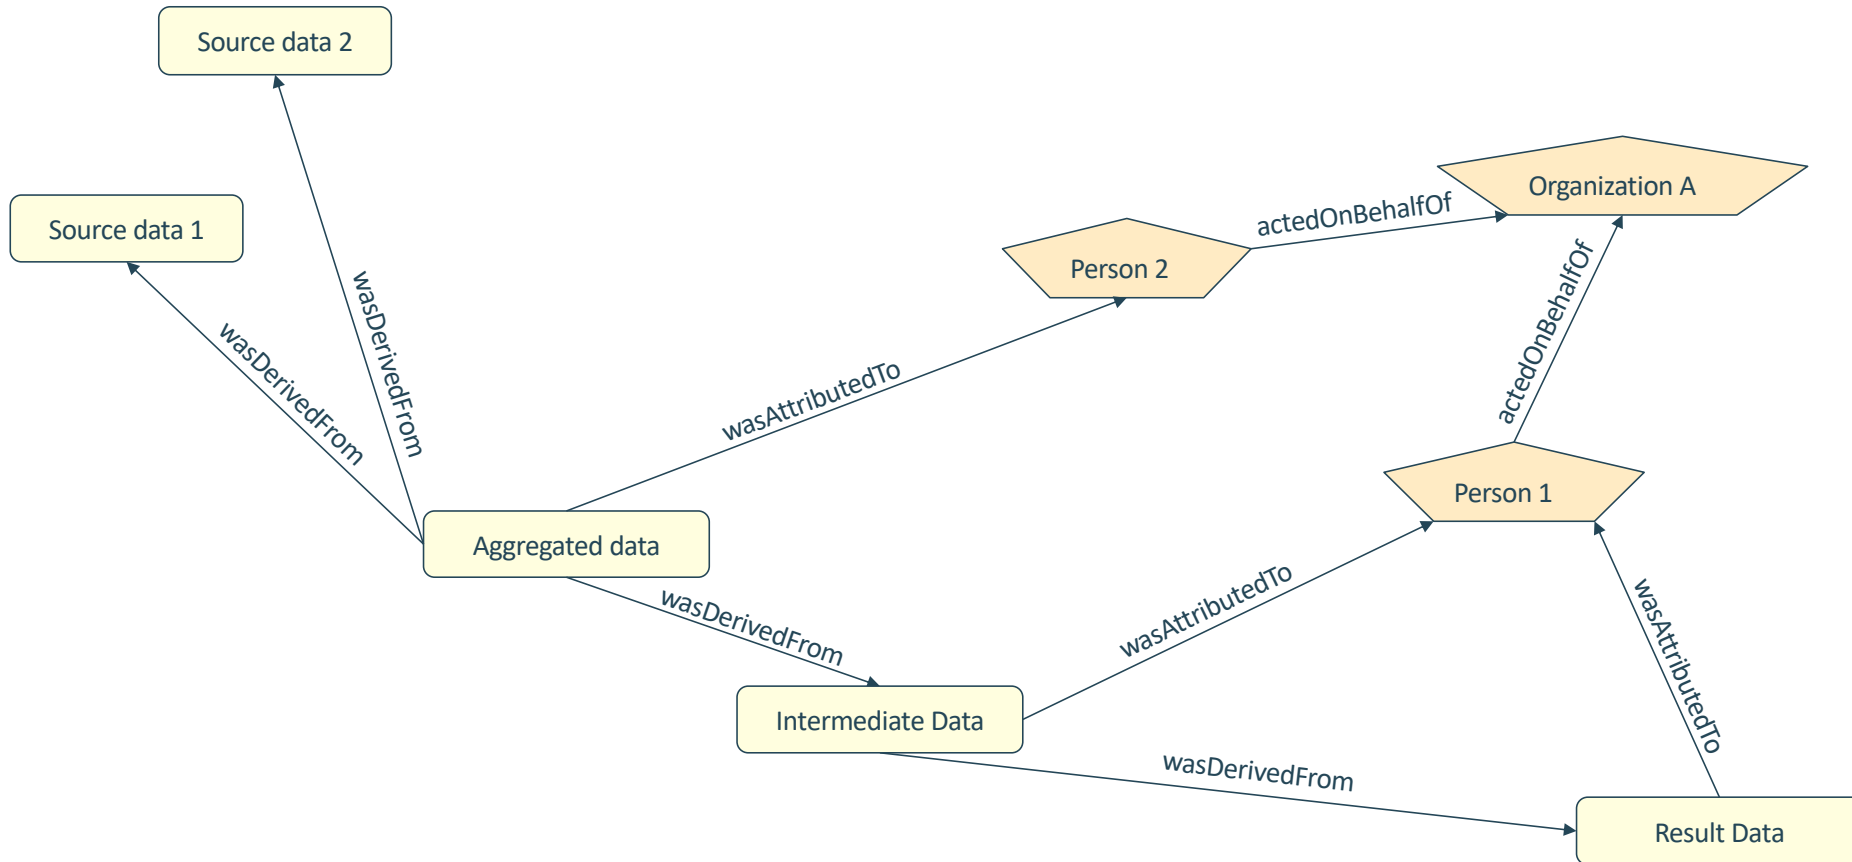 Source data 2
Organization A
actedOnBehalfOf
Source data 1
Person 2
wasDerivedFrom
wasDerivedFrom
actedOnBehalfOf
wasAttributedTo
Person 1
Aggregated data
wasDerivedFrom
wasAttributedTo
wasAttributedTo
Intermediate Data
wasDerivedFrom
Result Data